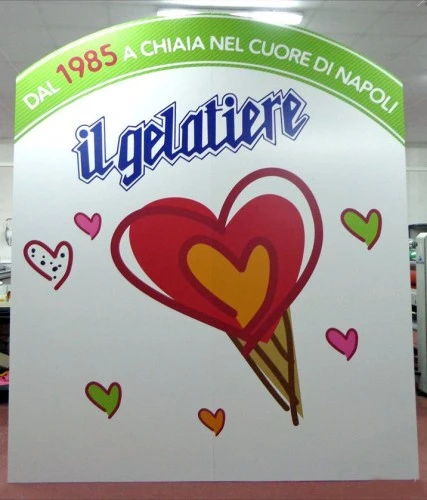 DAL 1985 A CHIAIA NEL CUORE DI NAPOLI
il gelatiere